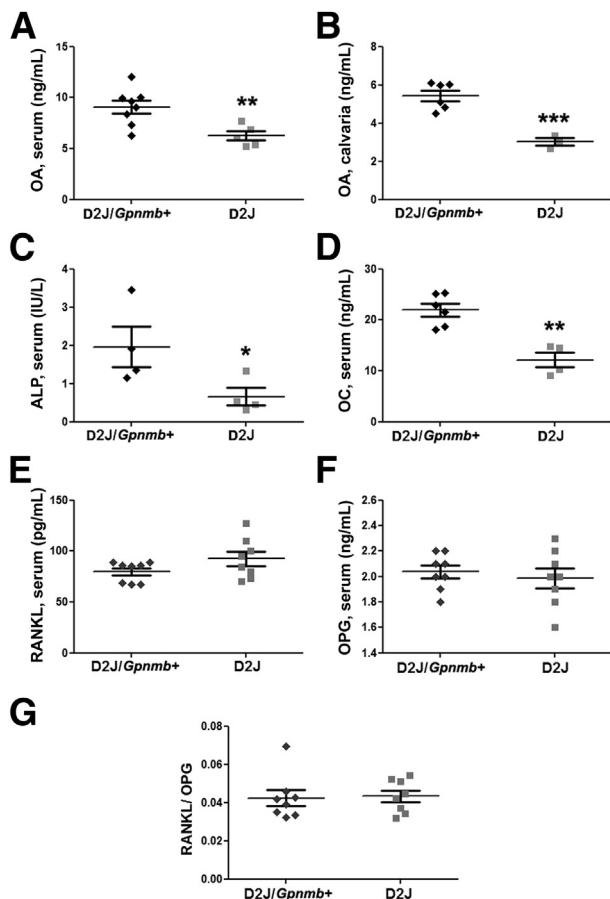 A
OA, serum (ng/mL)
15
10
5
0
**
D2J/Gpnmb+
D2J
B
OA, calvaria (ng/mL)
6
4
2
0
***
D2J/Gpnmb+
D2J
C
ALP, serum (IU/L)
4
3
2
1
0
*
D2J/Gpnmb+
D2J
D
OC, serum (ng/mL)
30
20
10
0
**
D2J/Gpnmb+
D2J
E
RANKL, serum (pg/mL)
150
100
50
0
D2J/Gpnmb+
D2J
F
OPG, serum (ng/mL)
2.6
2.4
2.2
2.0
1.8
1.6
1.4
D2J/Gpnmb+
D2J
G
RANKL/ OPG
0.08
0.06
0.04
0.02
0.00
D2J/Gpnmb+
D2J